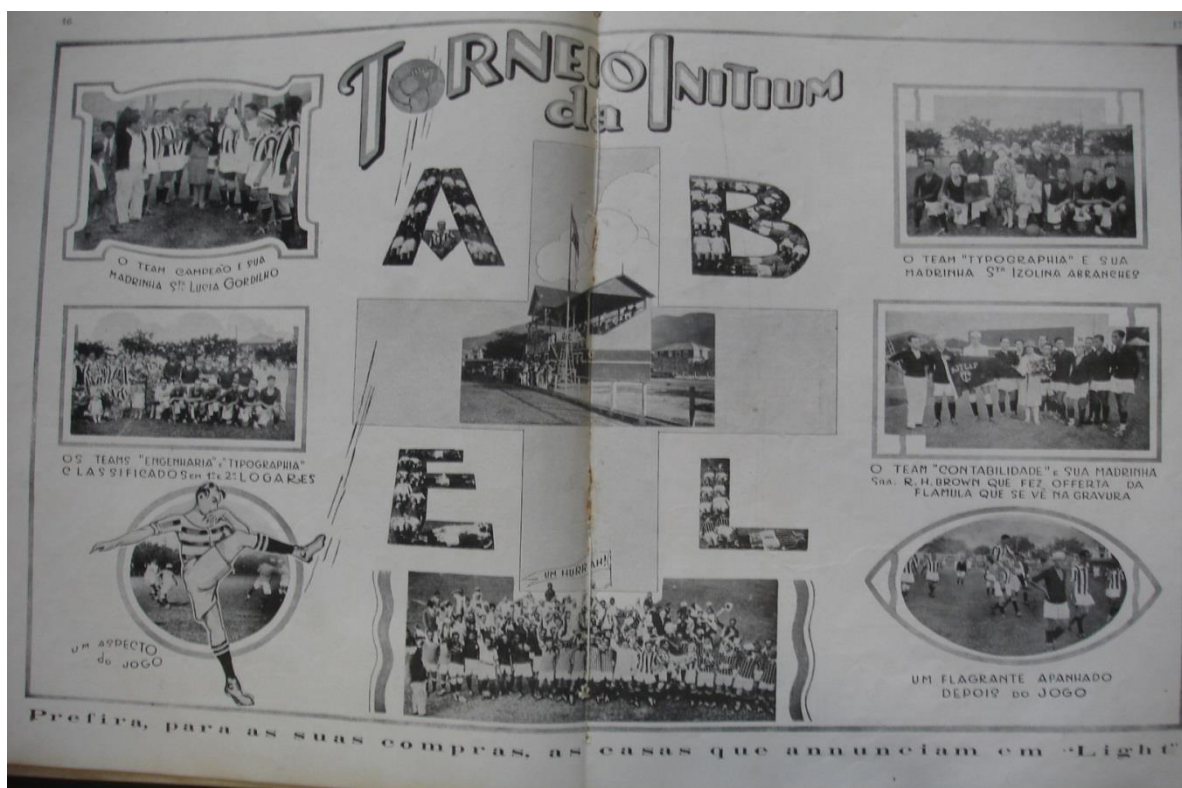 16
TORNEIO INITIUM
da
A B
E L
O TEAM CAMPEÃO E SUA
MADRINHA Sta LUCIA GORDILHO
OS TEAMS "ENGENHARIA" e "TYPOGRAPHIA"
CLASSIFICADOS em 1º e 2º LOGARES
UM ASPECTO
do JOGO
UM HURRAH!
O TEAM "TYPOGRAPHIA" E SUA
MADRINHA Sta IZOLINA ABRANCHES
O TEAM "CONTABILIDADE" e SUA MADRINHA
Sra. R. H. BROWN QUE FEZ OFFERTA DA
FLAMULA QUE SE VÊ NA GRAVURA
UM FLAGRANTE APANHADO
DEPOIS do JOGO
Prefira, para as suas compras, as casas que annunciam em "Light"